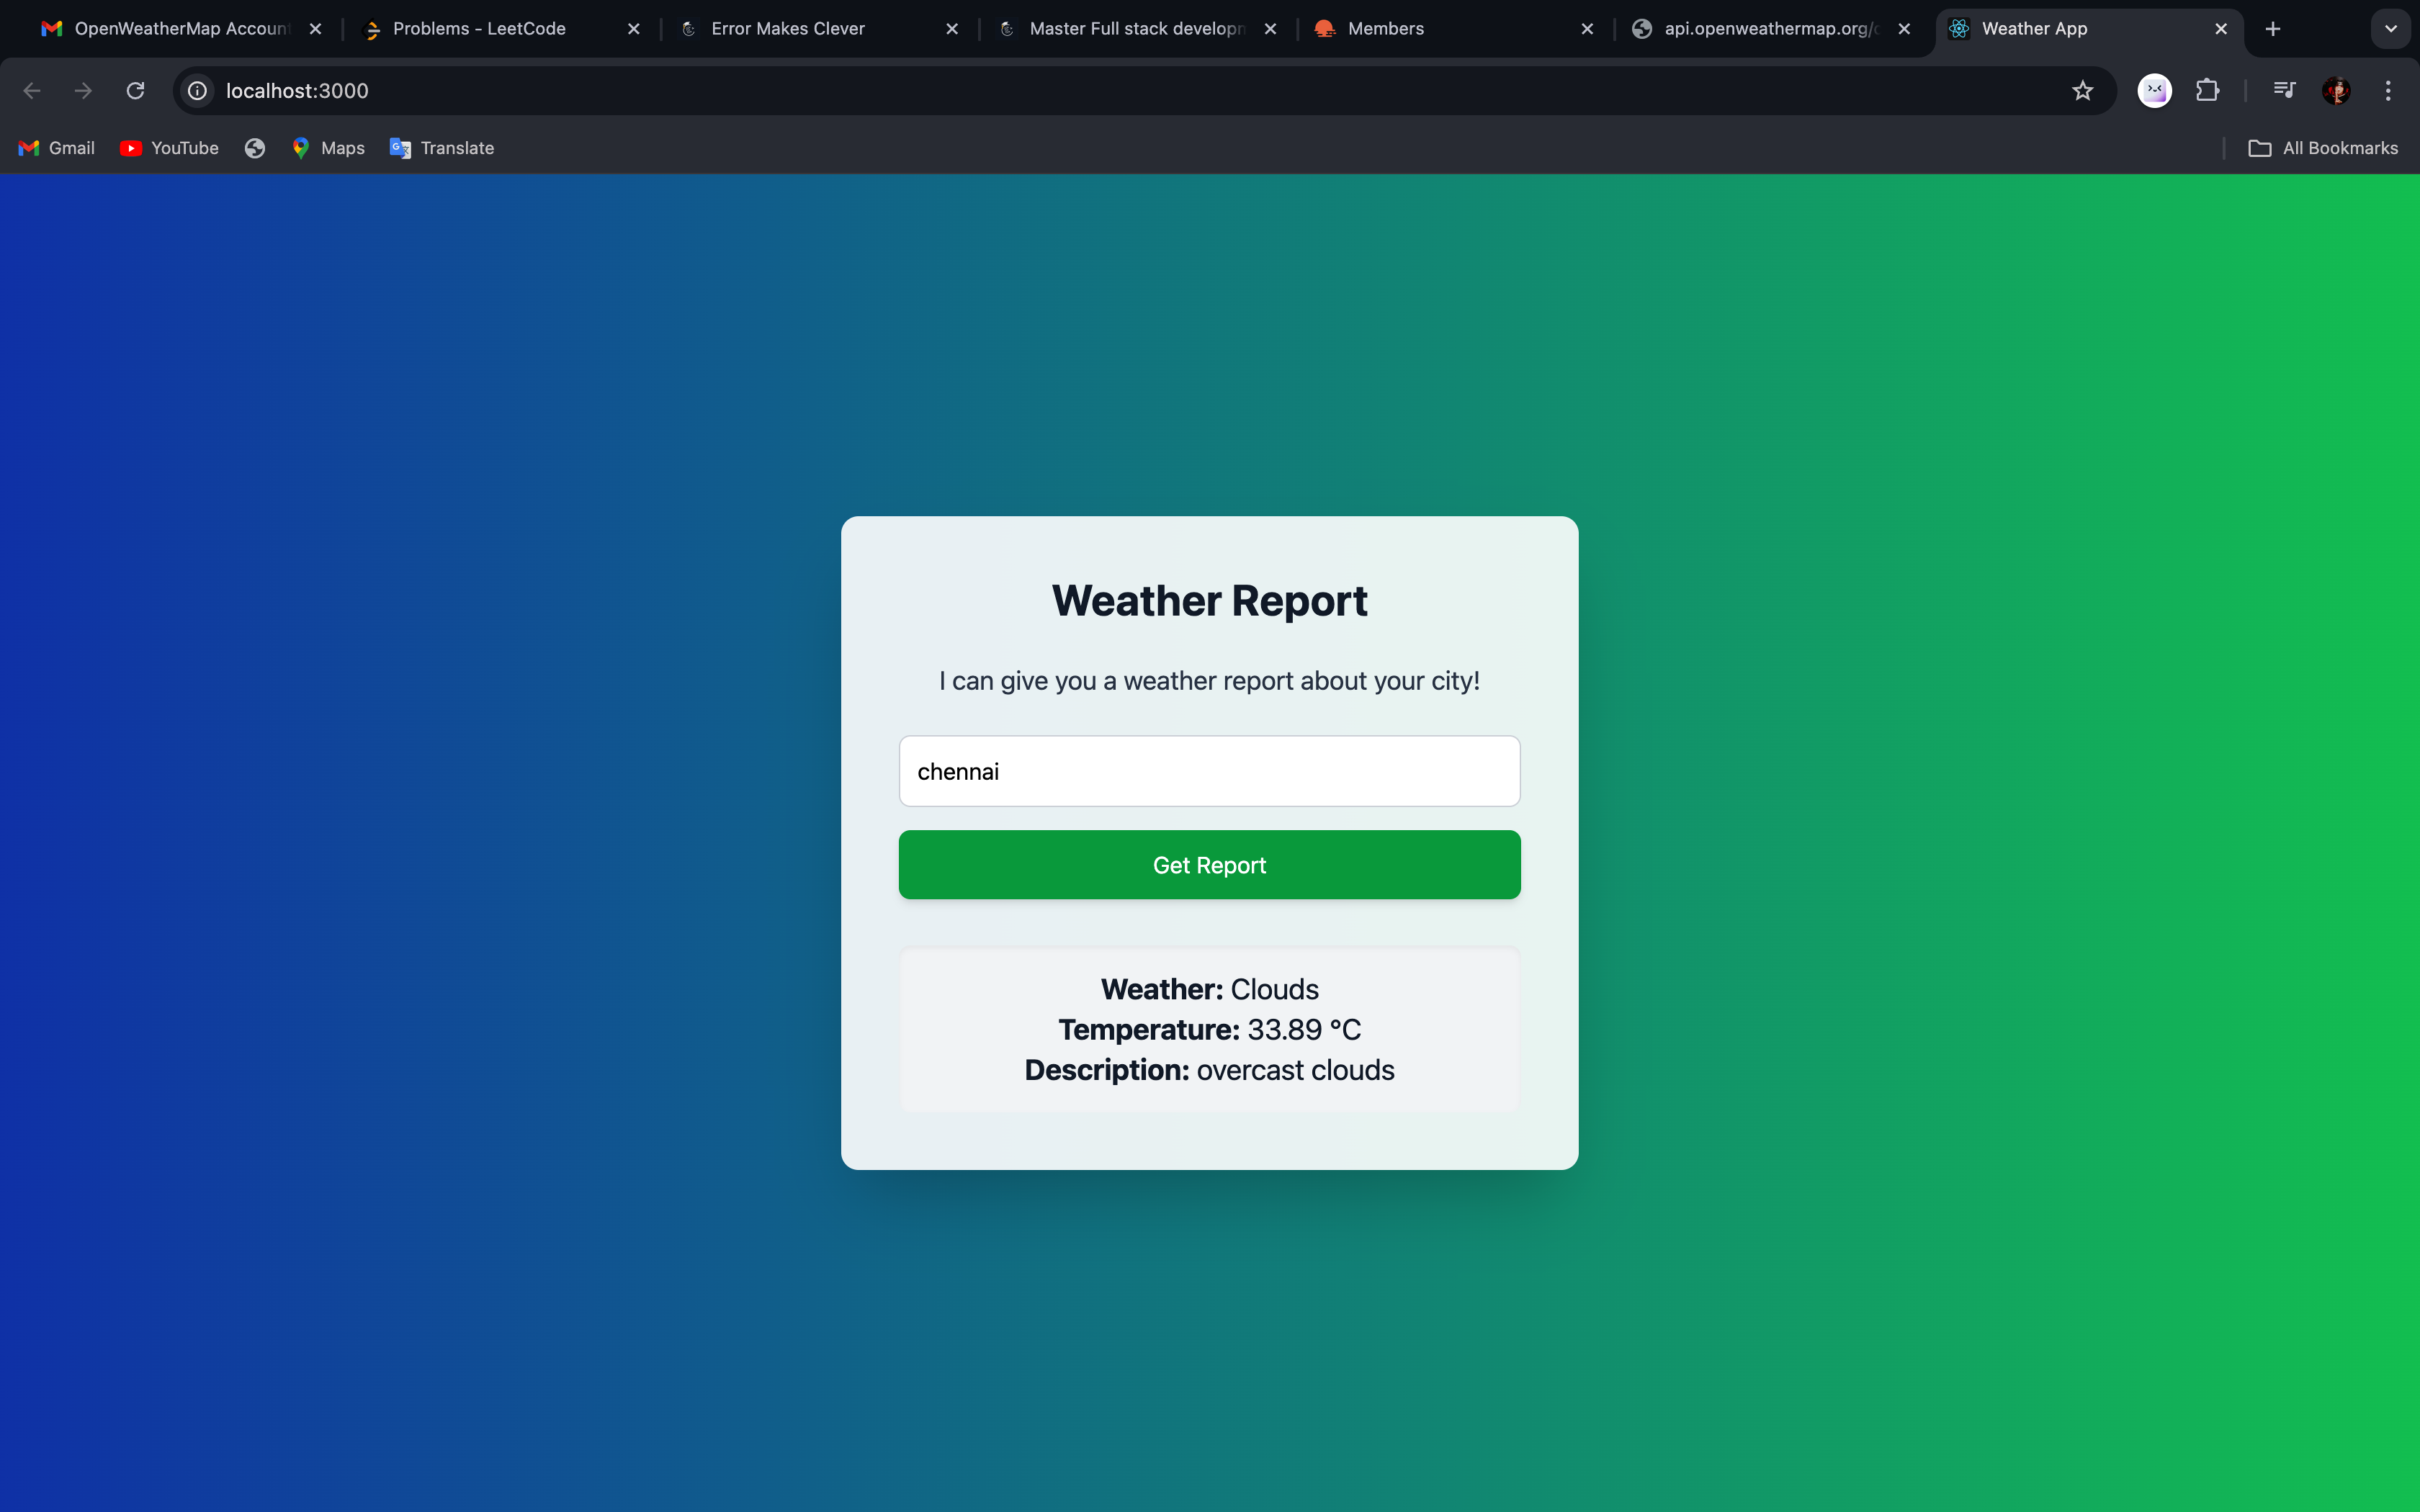 OpenWeatherMap Accoun
Problems - LeetCode
Error Makes Clever
Master Full stack develop
Members
api.openweathermap.org/
Weather App
localhost:3000
Gmail
YouTube
Maps
Translate
All Bookmarks
Weather Report
I can give you a weather report about your city!
chennai
Get Report
Weather: Clouds
Temperature: 33.89 °C
Description: overcast clouds